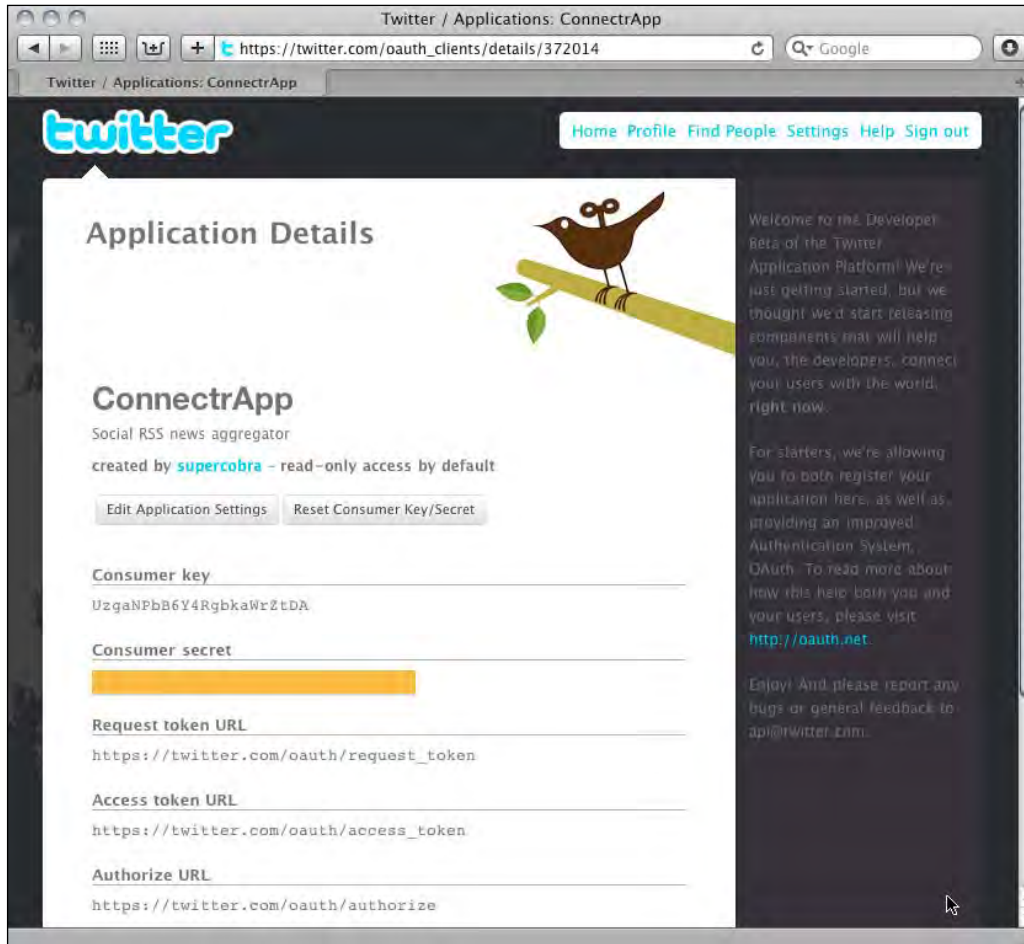 Twitter / Applications: ConnectrApp
https://twitter.com/oauth_clients/details/372014
Google
Twitter / Applications: ConnectrApp
twitter
Home Profile Find People Settings Help Sign out
Application Details
ConnectrApp
Social RSS news aggregator
created by supercobra - read-only access by default
Edit Application Settings
Reset Consumer Key/Secret
Consumer key
UzgaNPbB6Y4RgbkaWrZtDA
Consumer secret
Request token URL
https://twitter.com/oauth/request_token
Access token URL
https://twitter.com/oauth/access_token
Authorize URL
https://twitter.com/oauth/authorize
Welcome to the Developer
Beta of the Twitter
Application Platform! We're
just getting started, but we
thought we'd start releasing
components that will help
you, the developers, connect
your users with the world,
right now.
For starters, we're allowing
you to both register your
application here, as well as,
providing an improved
Authentication System,
OAuth. To read more about
how this help both you and
your users, please visit
http://oauth.net.
Enjoy! And please report any
bugs or general feedback to
api@twitter.com.